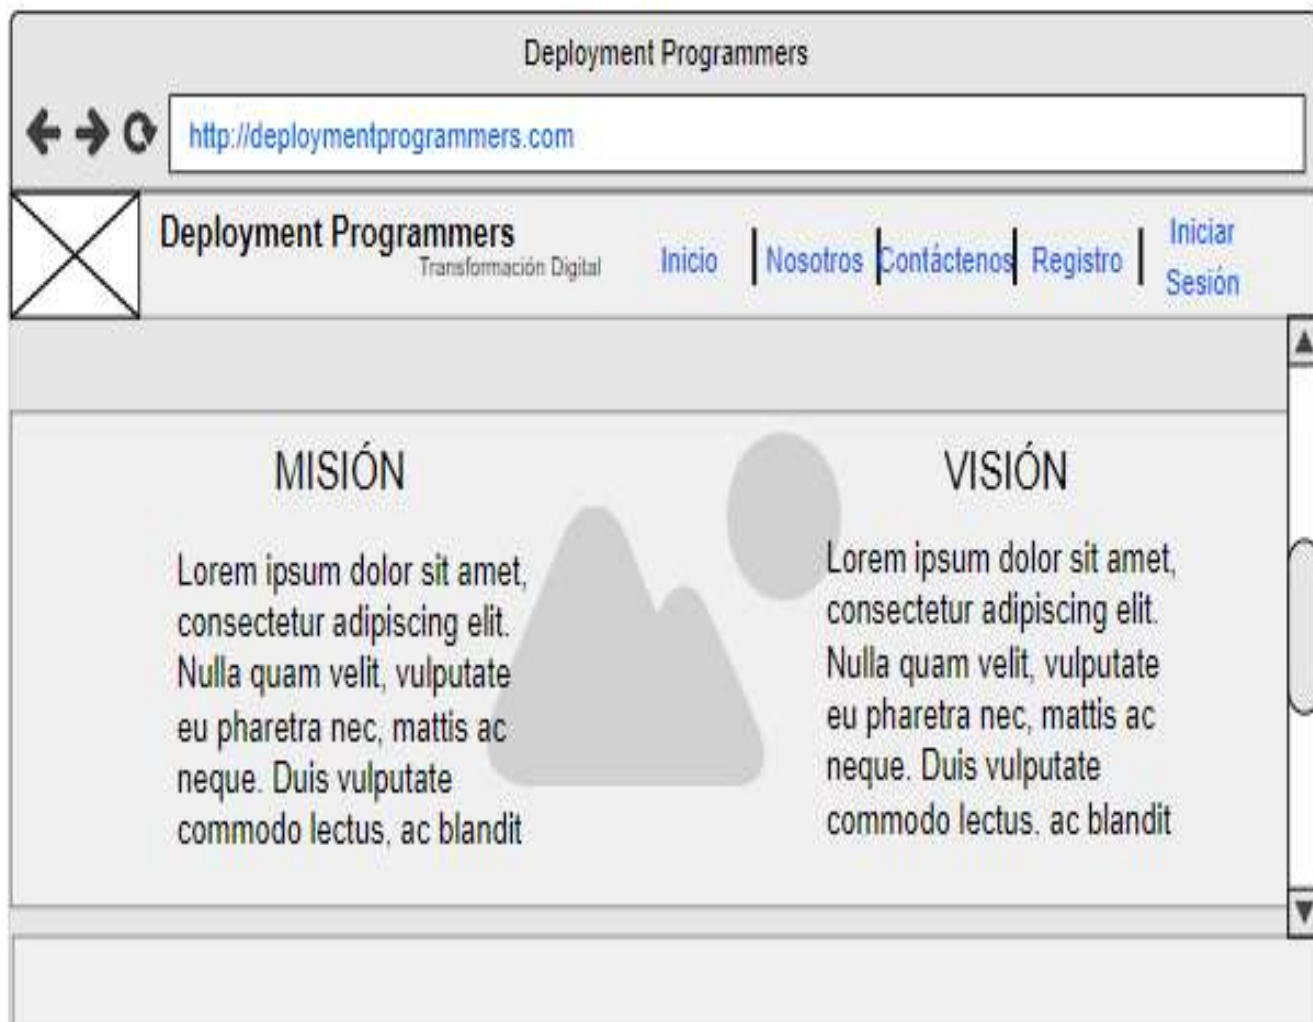 Deployment Programmers
http://deploymentprogrammers.com
Deployment Programmers
Transformación Digital
Inicio
Nosotros
Contáctenos
Registro
Iniciar
Sesión
MISIÓN
Lorem ipsum dolor sit amet,
consectetur adipiscing elit.
Nulla quam velit, vulputate
eu pharetra nec, mattis ac
neque. Duis vulputate
commodo lectus, ac blandit
VISIÓN
Lorem ipsum dolor sit amet,
consectetur adipiscing elit.
Nulla quam velit, vulputate
eu pharetra nec, mattis ac
neque. Duis vulputate
commodo lectus. ac blandit